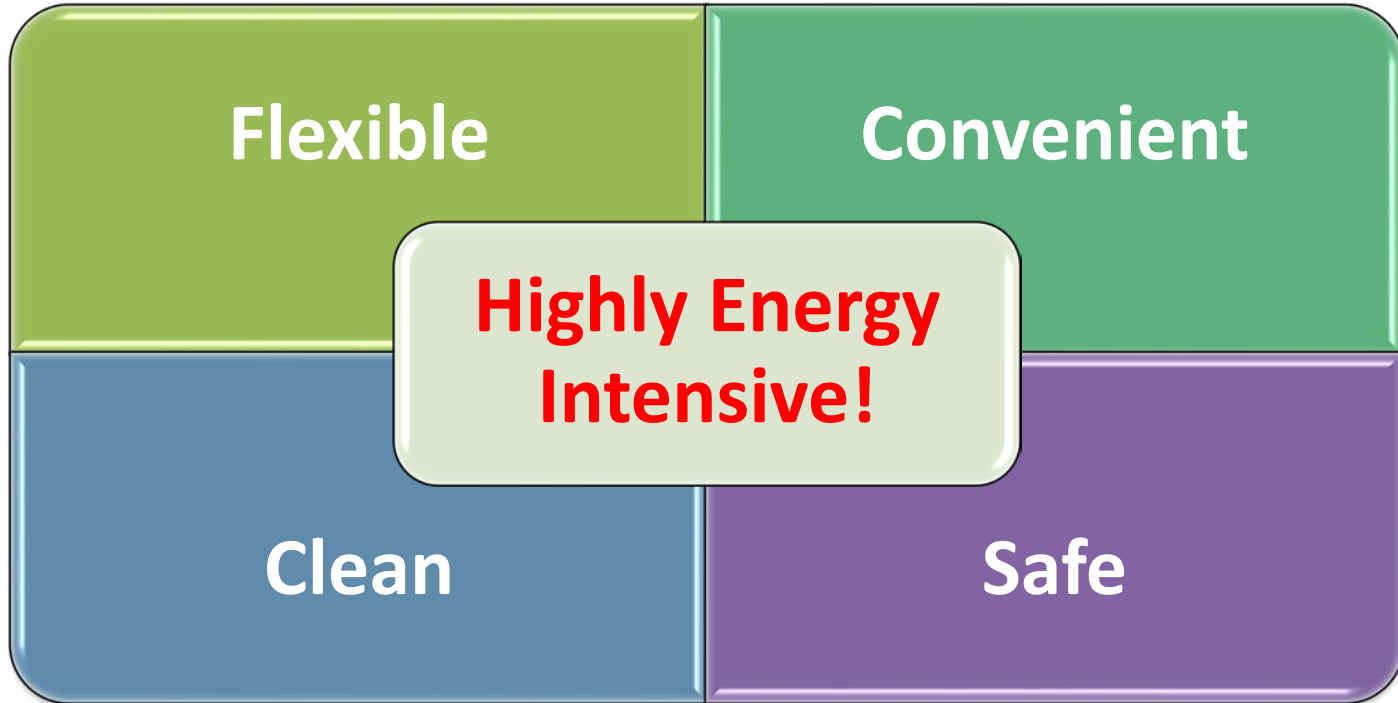 Flexible
Convenient
Highly Energy
Intensive!
Clean
Safe